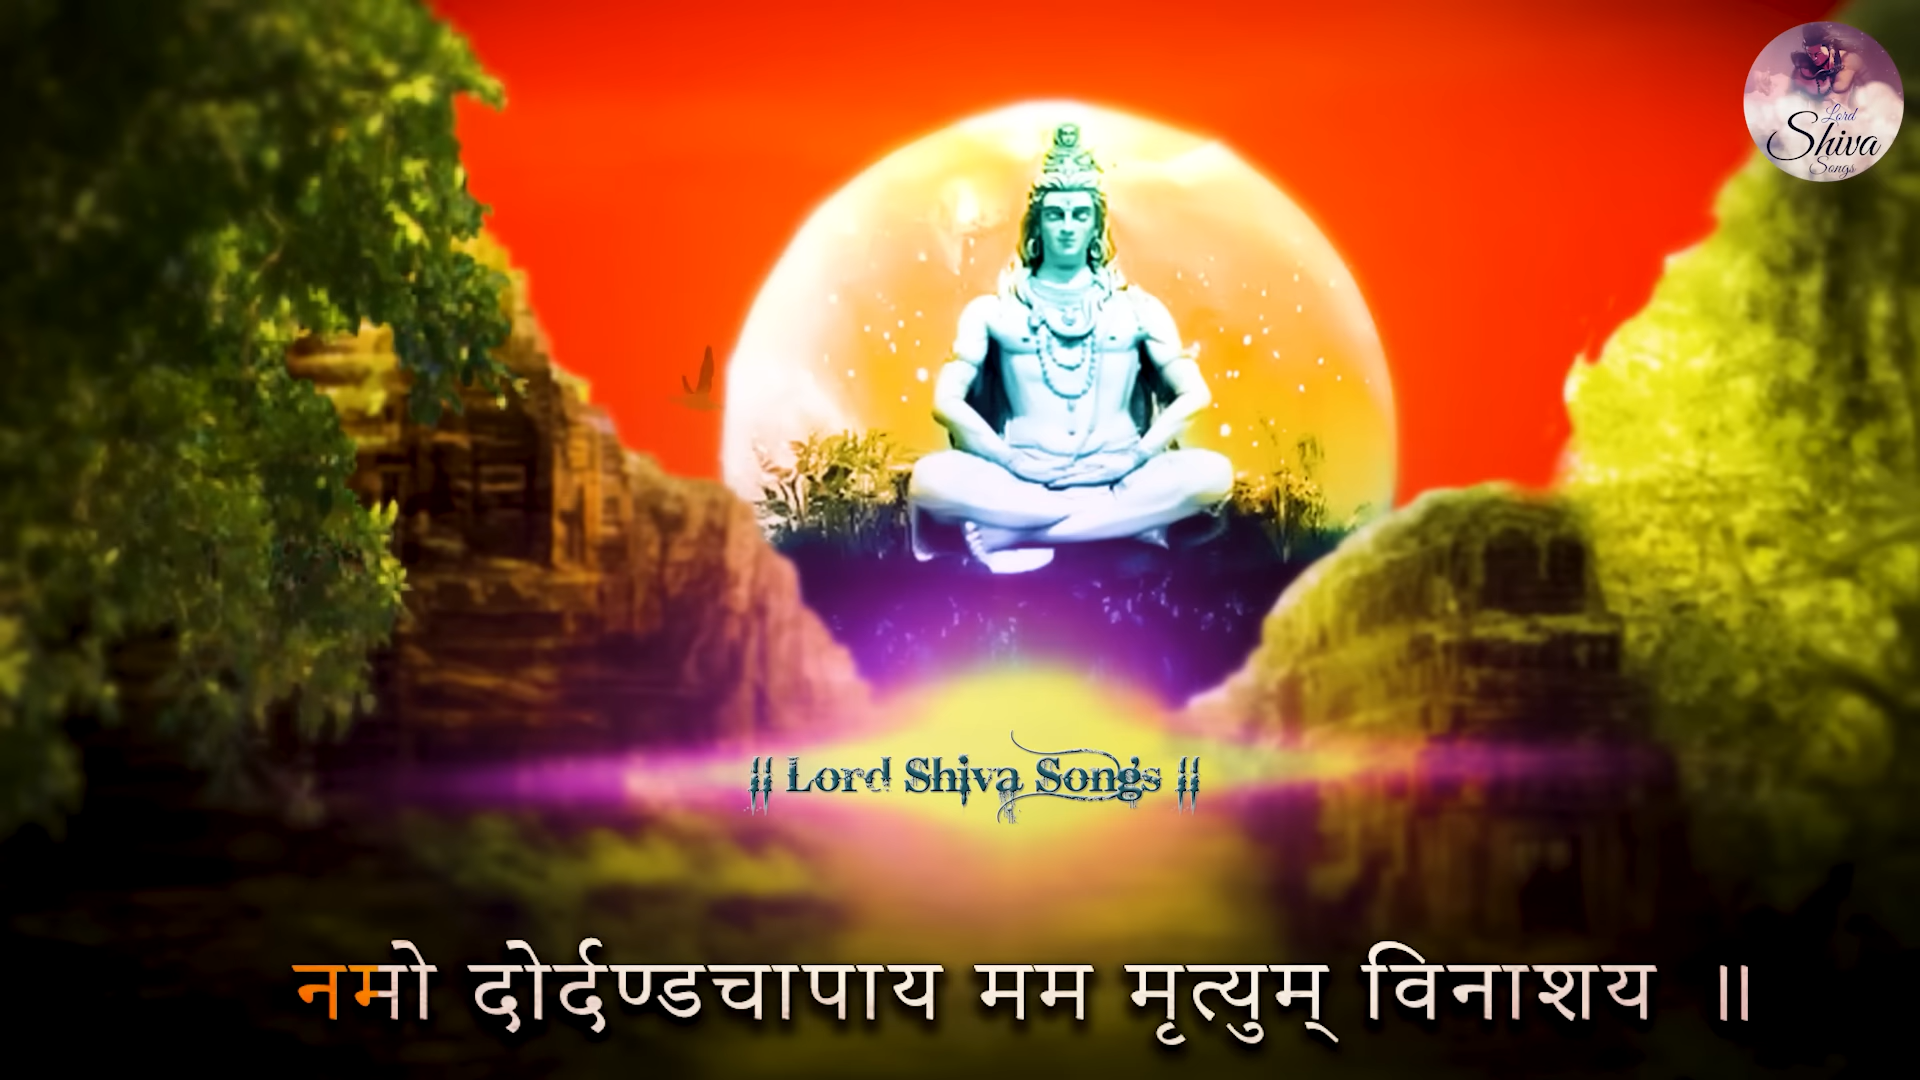 Lord
Shiva
Songs
|| Lord Shiva Songs ||
नमो दोर्दण्डचापाय मम मृत्युम् विनाशय ॥